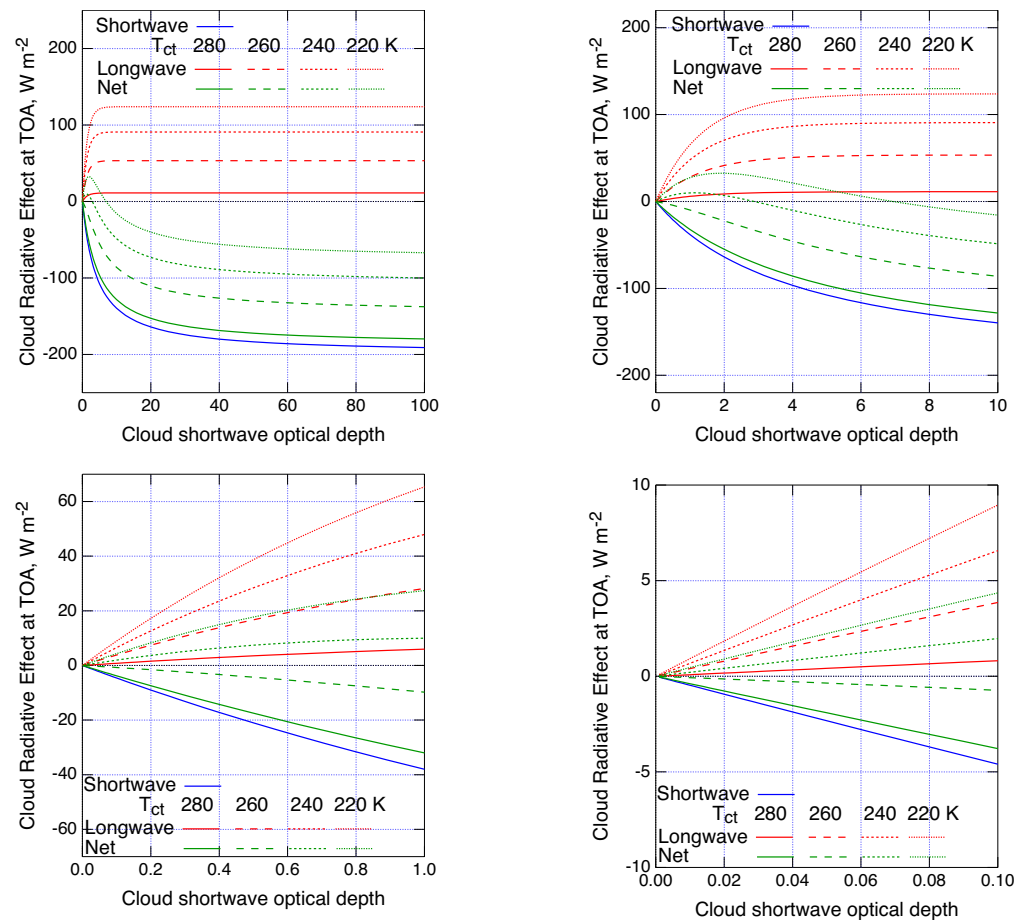 Shortwave
Tct 280 260 240 220 K
Longwave
Net
Cloud Radiative Effect at TOA, W m-2
200
100
0
-100
-200
0 20 40 60 80 100
Cloud shortwave optical depth
Shortwave
Tct 280 260 240 220 K
Longwave
Net
Cloud Radiative Effect at TOA, W m-2
200
100
0
-100
-200
0 2 4 6 8 10
Cloud shortwave optical depth
Cloud Radiative Effect at TOA, W m-2
60
40
20
0
-20
-40
-60
Shortwave
Tct 280 260 240 220 K
Longwave
Net
0.0 0.2 0.4 0.6 0.8 1.0
Cloud shortwave optical depth
Cloud Radiative Effect at TOA, W m-2
10
5
0
-5
-10
Shortwave
Tct 280 260 240 220 K
Longwave
Net
0.00 0.02 0.04 0.06 0.08 0.10
Cloud shortwave optical depth